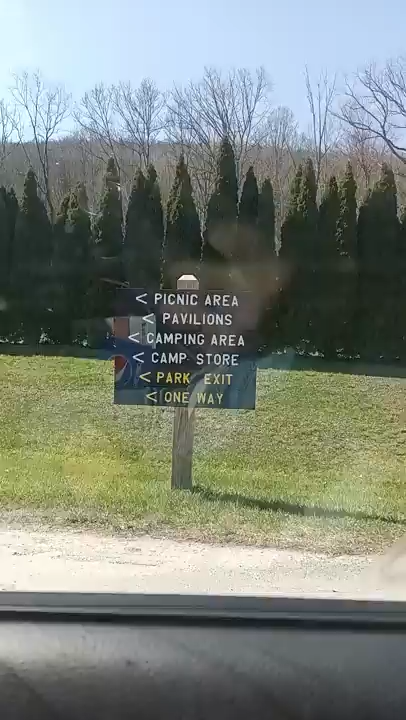 < PICNIC AREA
< PAVILIONS
< CAMPING AREA
< CAMP STORE
< PARK EXIT
< ONE WAY